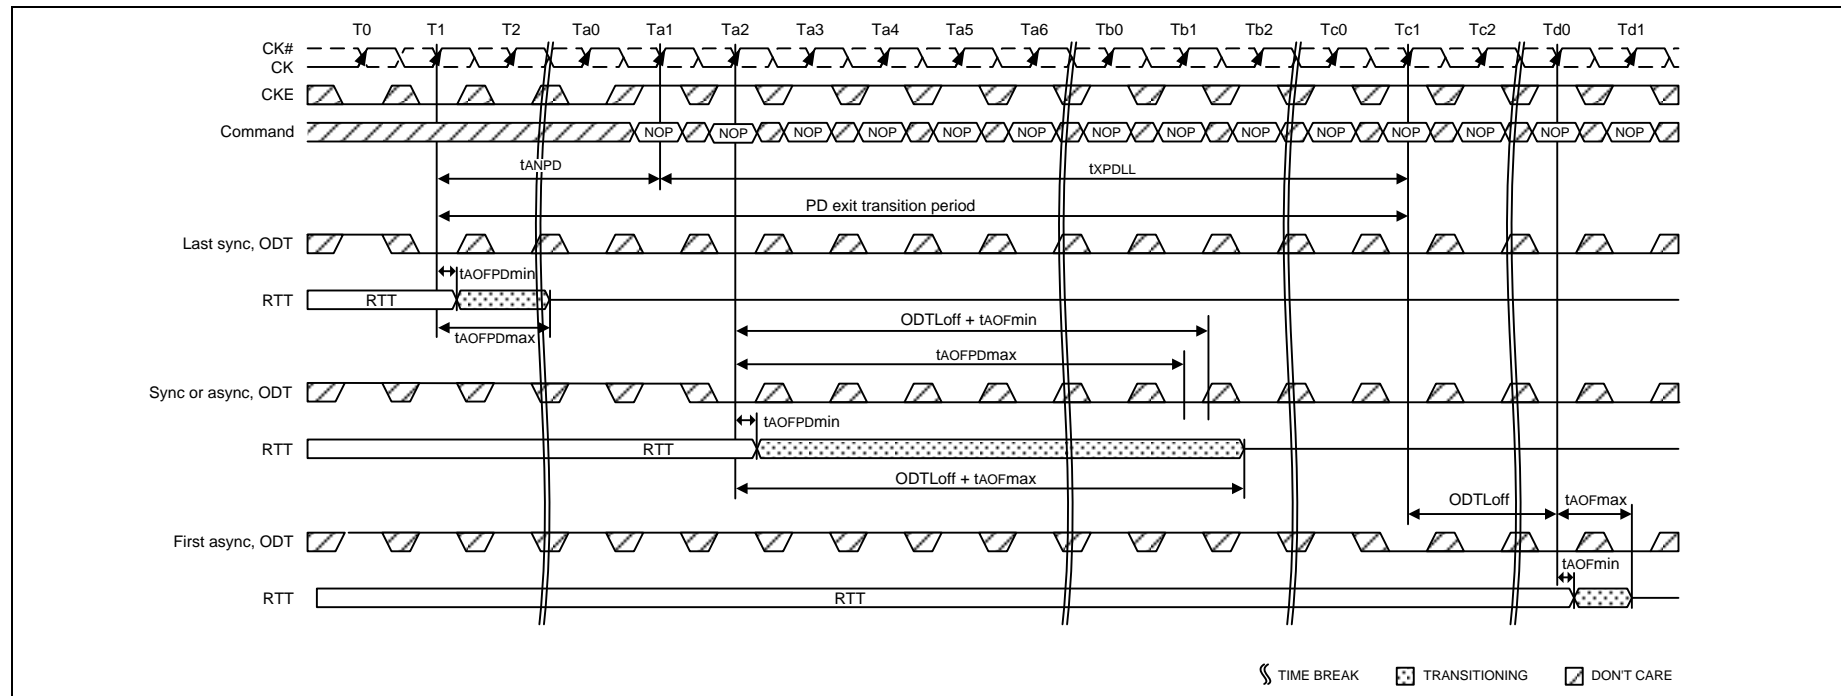 T0 T1 T2 Ta0 Ta1 Ta2 Ta3 Ta4 Ta5 Ta6 Tb0 Tb1 Tb2 Tc0 Tc1 Tc2 Td0 Td1
CK#
CK
CKE
Command NOP NOP NOP NOP NOP NOP NOP NOP NOP NOP NOP NOP NOP NOP
tANPD tXPDLL
PD exit transition period
Last sync, ODT
tAOFPDmin
RTT RTT
ODTLoff + tAOFmin
tAOFPDmax
tAOFPDmax
Sync or async, ODT
tAOFPDmin
RTT RTT
ODTLoff + tAOFmax
ODTLoff tAOFmax
First async, ODT
tAOFmin
RTT RTT
TIME BREAK TRANSITIONING DON'T CARE